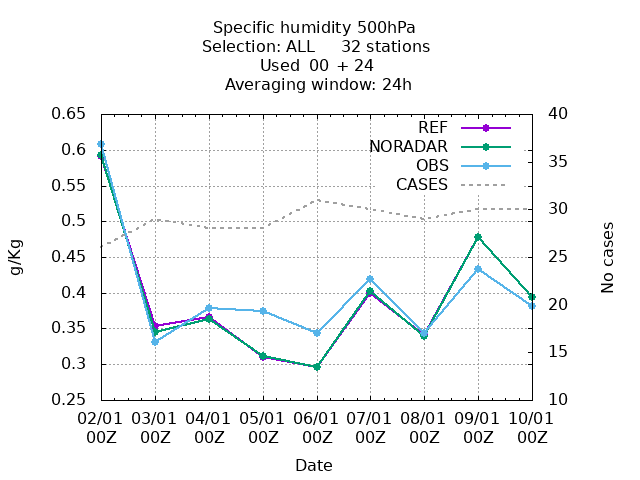 Specific humidity 500hPa
Selection: ALL      32 stations
Used  00  + 24
Averaging window: 24h
0.65
0.6
0.55
0.5
0.45
0.4
0.35
0.3
0.25
g/Kg
REF
NORADAR
OBS
CASES
40
35
30
25
20
15
10
No cases
02/01 03/01 04/01 05/01 06/01 07/01 08/01 09/01 10/01
00Z 00Z 00Z 00Z 00Z 00Z 00Z 00Z 00Z
Date